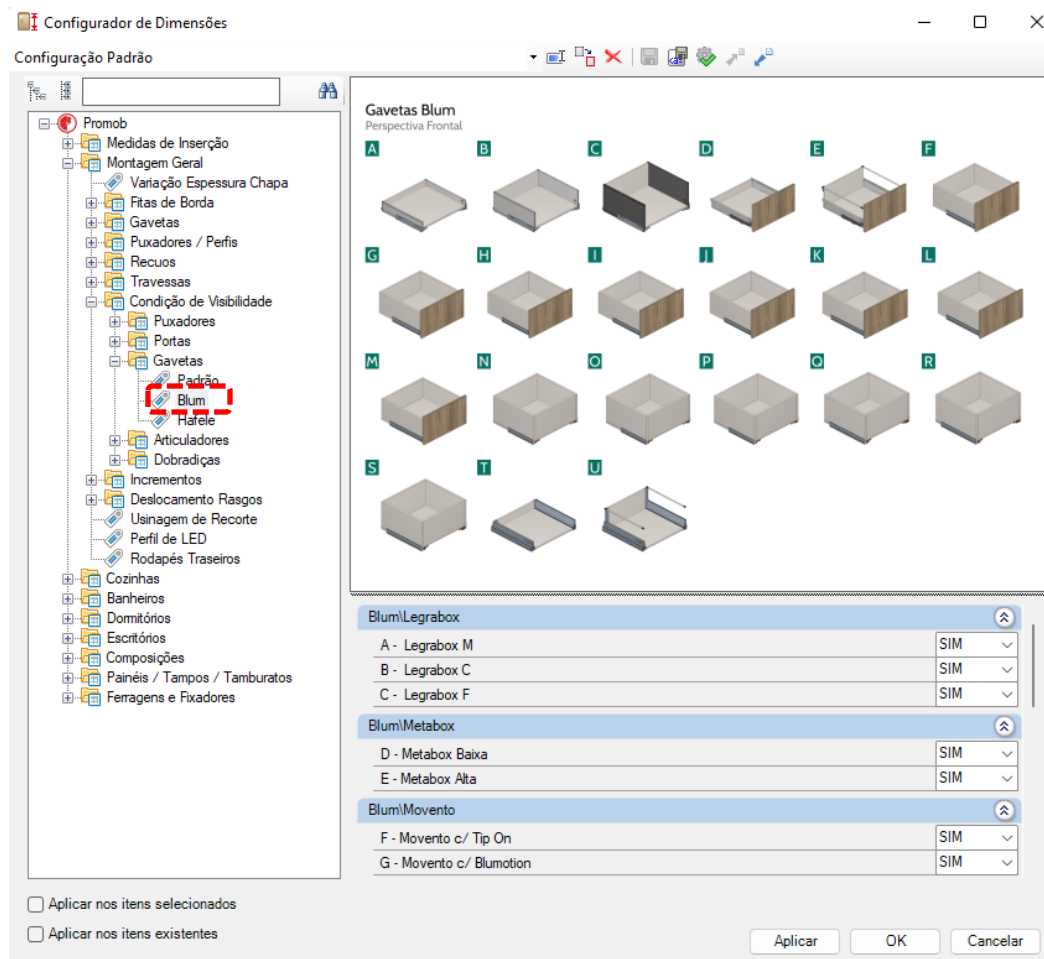 Configurador de Dimensões
Configuração Padrão
Promob
Medidas de Inserção
Montagem Geral
Variação Espessura Chapa
Fitas de Borda
Gavetas
Puxadores / Perfis
Recuos
Travessas
Condição de Visibilidade
Puxadores
Portas
Gavetas
Padrão
Blum
Hafele
Articuladores
Dobradiças
Incrementos
Deslocamento Rasgos
Usinagem de Recorte
Perfil de LED
Rodapés Traseiros
Cozinhas
Banheiros
Dormitórios
Escritórios
Composições
Painéis / Tampos / Tamburatos
Ferragens e Fixadores
Gavetas Blum
Perspectiva Frontal
A B C D E F
G H I J K L
M N O P Q R
S T U
Blum\Legrabox
A - Legrabox M SIM
B - Legrabox C SIM
C - Legrabox F SIM
Blum\Metabox
D - Metabox Baixa SIM
E - Metabox Alta SIM
Blum\Movento
F - Movento c/ Tip On SIM
G - Movento c/ Blumotion SIM
Aplicar nos itens selecionados
Aplicar nos itens existentes
Aplicar OK Cancelar